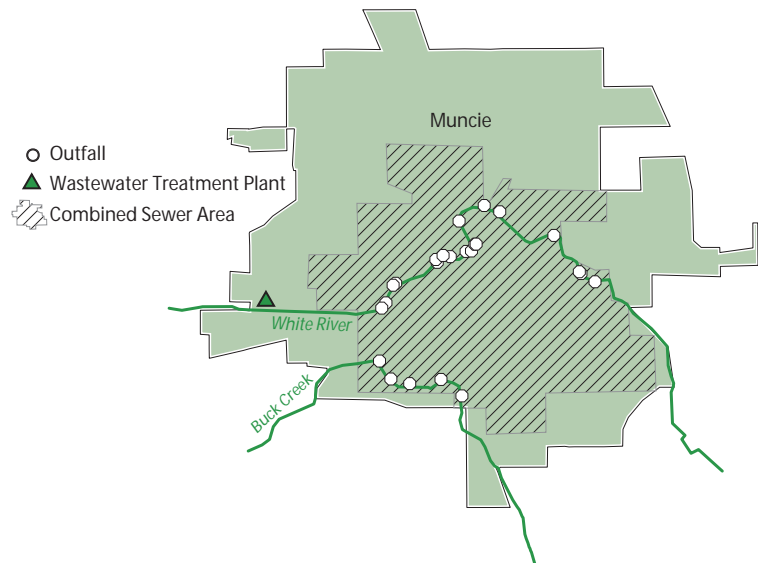 Muncie
Outfall
Wastewater Treatment Plant
Combined Sewer Area
White River
Buck Creek